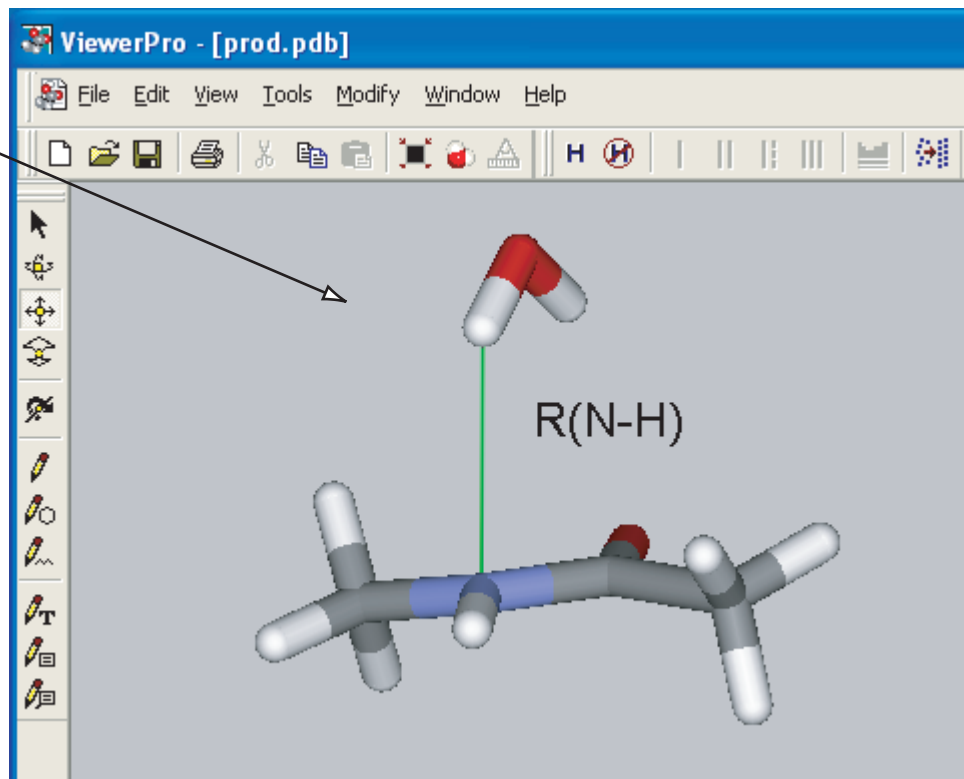 ViewerPro - [prod.pdb]
File Edit View Tools Modify Window Help
H H
R(N-H)
T